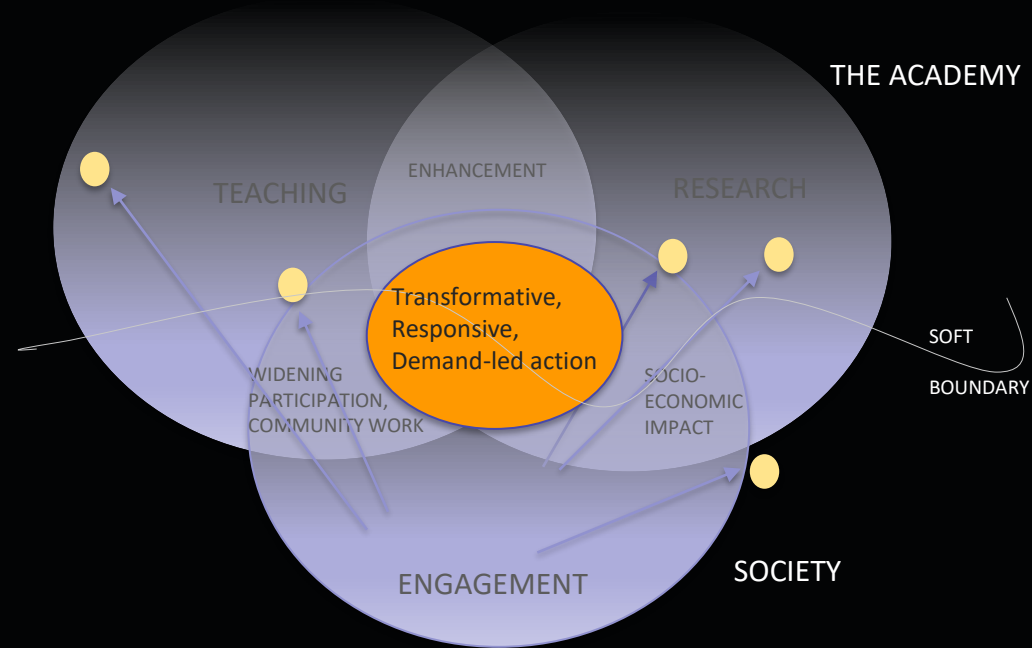 THE ACADEMY
ENHANCEMENT
TEACHING
RESEARCH
Transformative,
Responsive,
Demand-led action
SOFT
BOUNDARY
WIDENING
PARTICIPATION,
COMMUNITY WORK
SOCIO-
ECONOMIC
IMPACT
ENGAGEMENT
SOCIETY